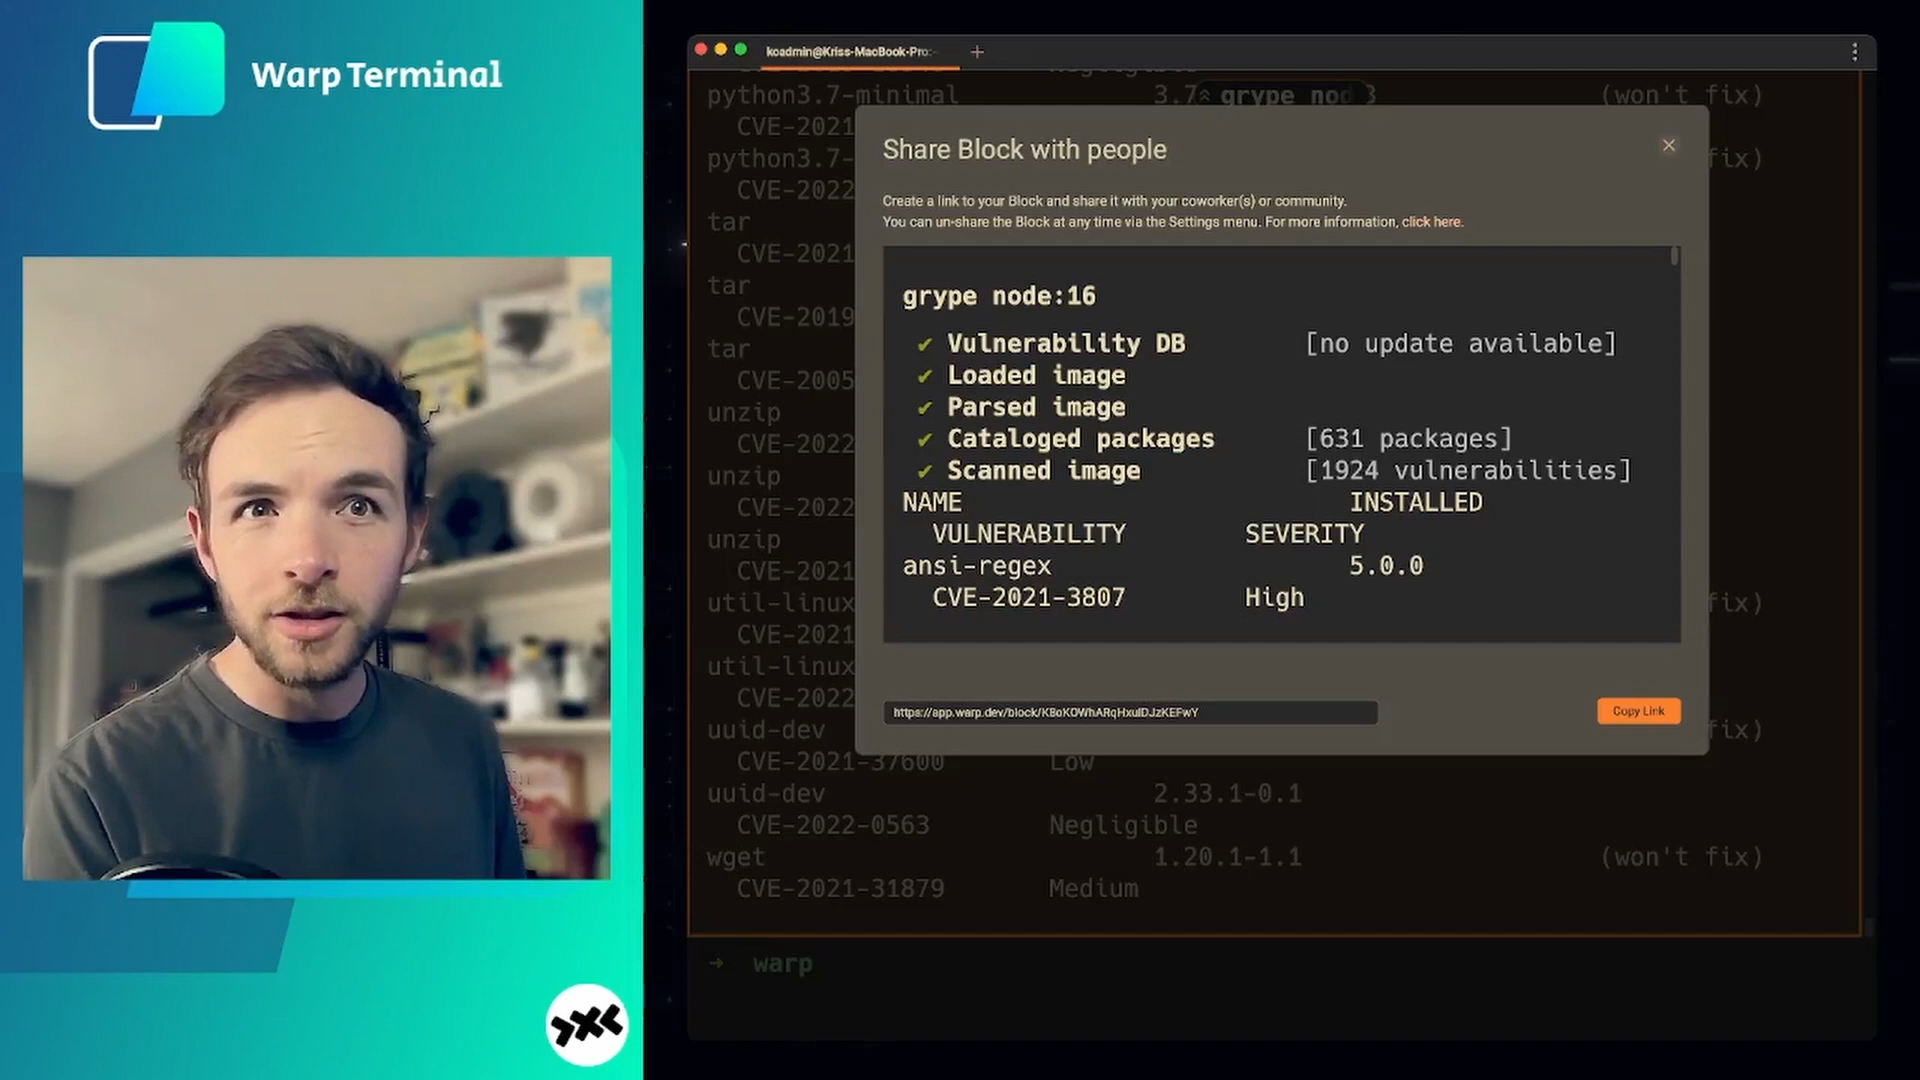 Warp Terminal
koadmin@Kriss-MacBook-Pro:~
python3.7-minimal 3.7 grype nod 3 (won't fix)
CVE-2021
python3.7- fix)
CVE-2022
tar
CVE-2021
tar
CVE-2019
tar
CVE-2005
unzip
CVE-2022
unzip
CVE-2022
unzip
CVE-2021
util-linux fix)
CVE-2021
util-linux
CVE-2022
uuid-dev fix)
CVE-2021-37600 Low
uuid-dev 2.33.1-0.1
CVE-2022-0563 Negligible
wget 1.20.1-1.1 (won't fix)
CVE-2021-31879 Medium
→ warp
Share Block with people
Create a link to your Block and share it with your coworker(s) or community.
You can un-share the Block at any time via the Settings menu. For more information, click here.
grype node:16
✔ Vulnerability DB [no update available]
✔ Loaded image
✔ Parsed image
✔ Cataloged packages [631 packages]
✔ Scanned image [1924 vulnerabilities]
NAME INSTALLED
VULNERABILITY SEVERITY
ansi-regex 5.0.0
CVE-2021-3807 High
Copy Link